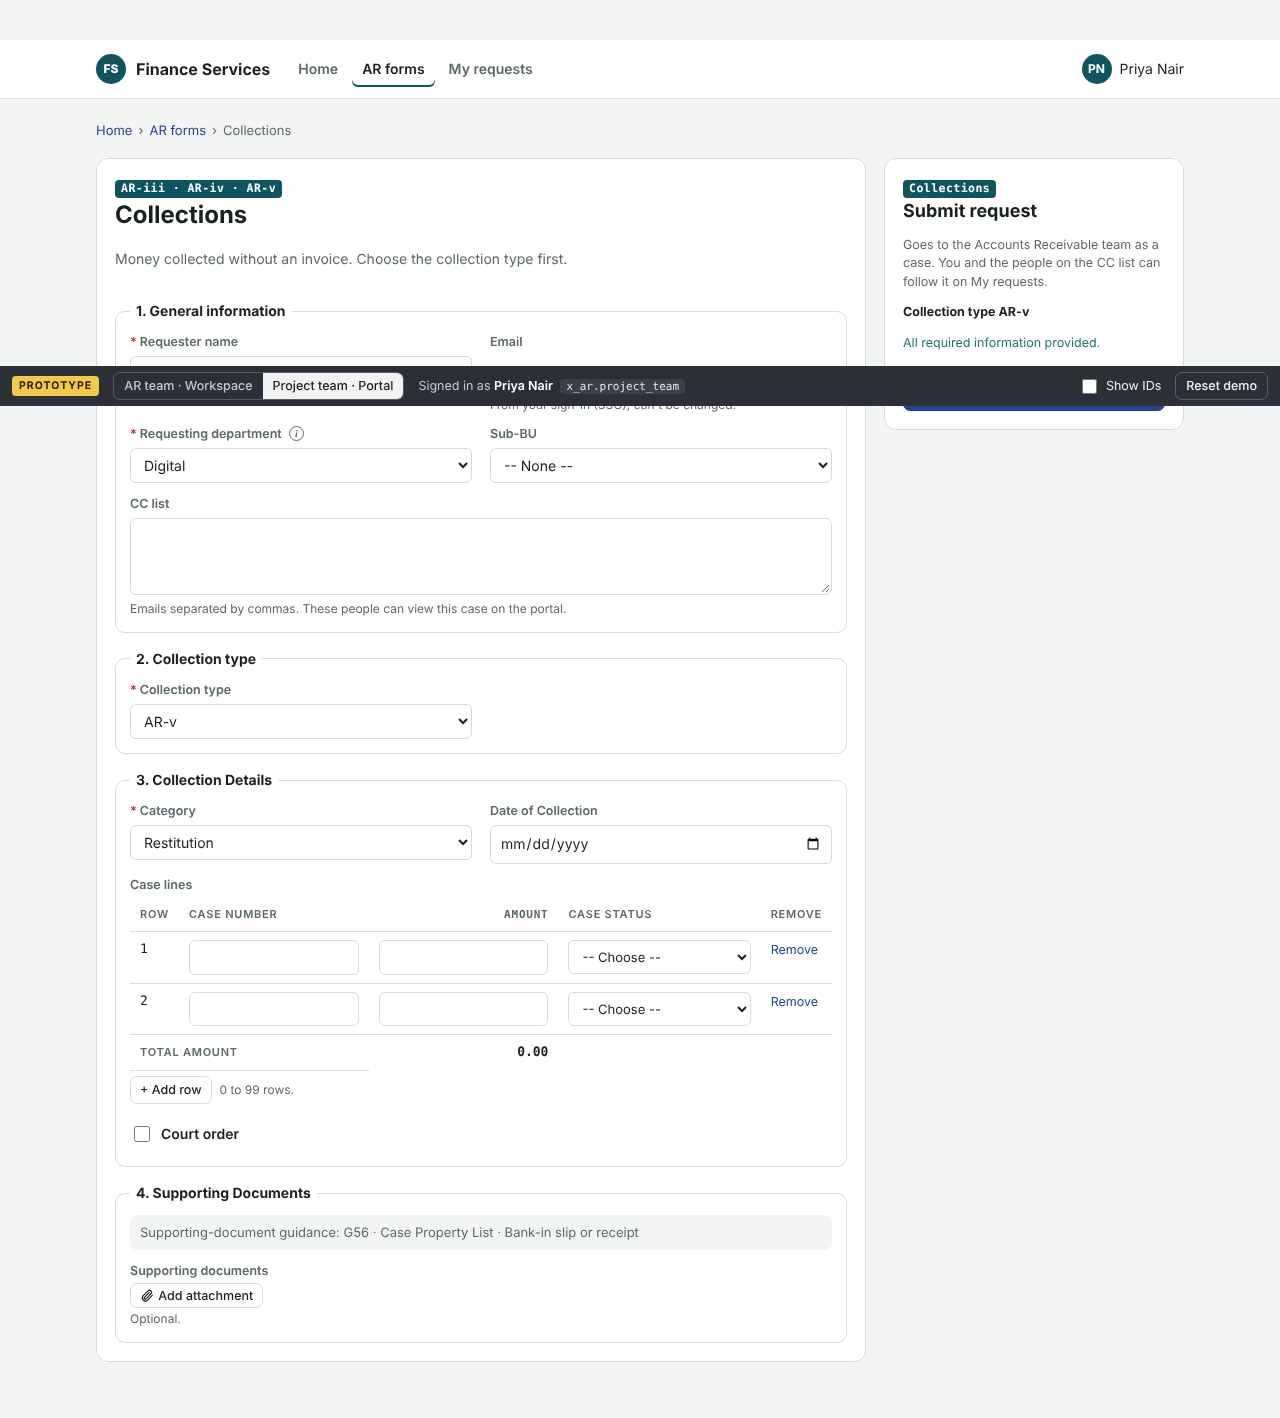 FS Finance Services Home AR forms My requests PN Priya Nair
Home › AR forms › Collections
AR-iii · AR-iv · AR-v
Collections
Money collected without an invoice. Choose the collection type first.
Collections
Submit request
Goes to the Accounts Receivable team as a
case. You and the people on the CC list can
follow it on My requests.
Collection type AR-v
All required information provided.
1. General information
* Requester name Email
PROTOTYPE AR team · Workspace Project team · Portal Signed in as Priya Nair x_ar.project_team Show IDs Reset demo
From your sign-in (SSO), can't be changed.
* Requesting department i Sub-BU
Digital -- None --
CC list
Emails separated by commas. These people can view this case on the portal.
2. Collection type
* Collection type
AR-v
3. Collection Details
* Category Date of Collection
Restitution mm/dd/yyyy
Case lines
ROW CASE NUMBER AMOUNT CASE STATUS REMOVE
1 -- Choose -- Remove
2 -- Choose -- Remove
TOTAL AMOUNT 0.00
+ Add row 0 to 99 rows.
Court order
4. Supporting Documents
Supporting-document guidance: G56 · Case Property List · Bank-in slip or receipt
Supporting documents
Add attachment
Optional.